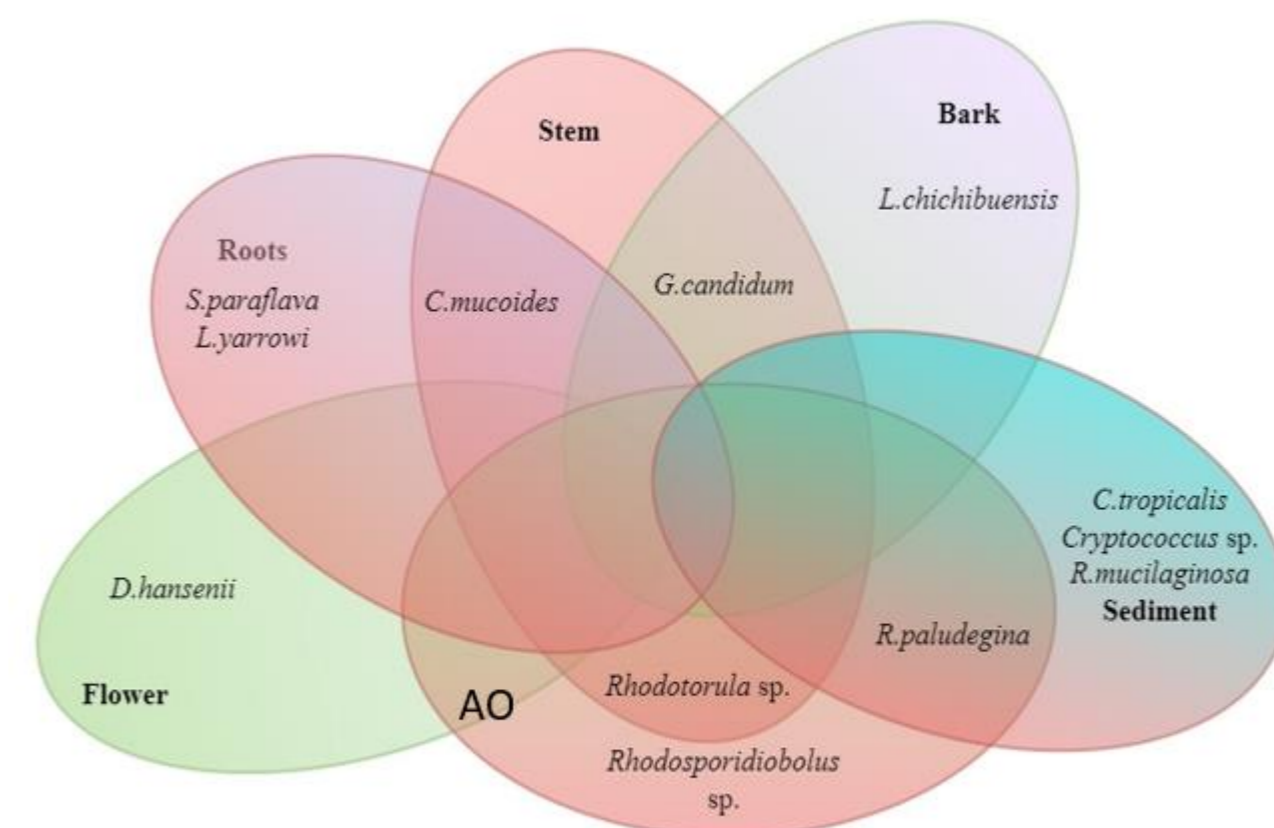 Stem
Bark
L.chichibuensis
Roots
S.paraflava
L.yarrowi
C.mucoides
G.candidum
C.tropicalis
Cryptococcus sp.
R.mucilaginosa
Sediment
D.hansenii
R.paludegina
Flower
AO
Rhodotorula sp.
Rhodosporidiobolus
sp.